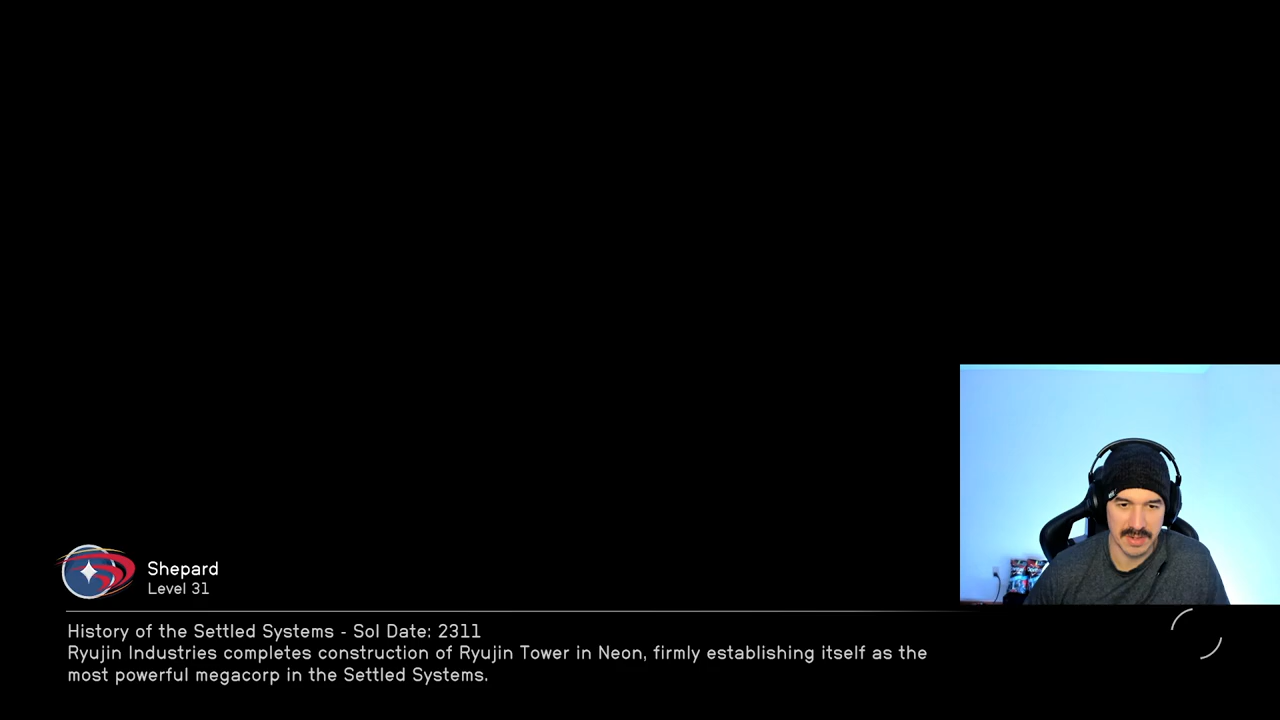 Shepard
Level 31
History of the Settled Systems - Sol Date: 2311
Ryujin Industries completes construction of Ryujin Tower in Neon, firmly establishing itself as the
most powerful megacorp in the Settled Systems.